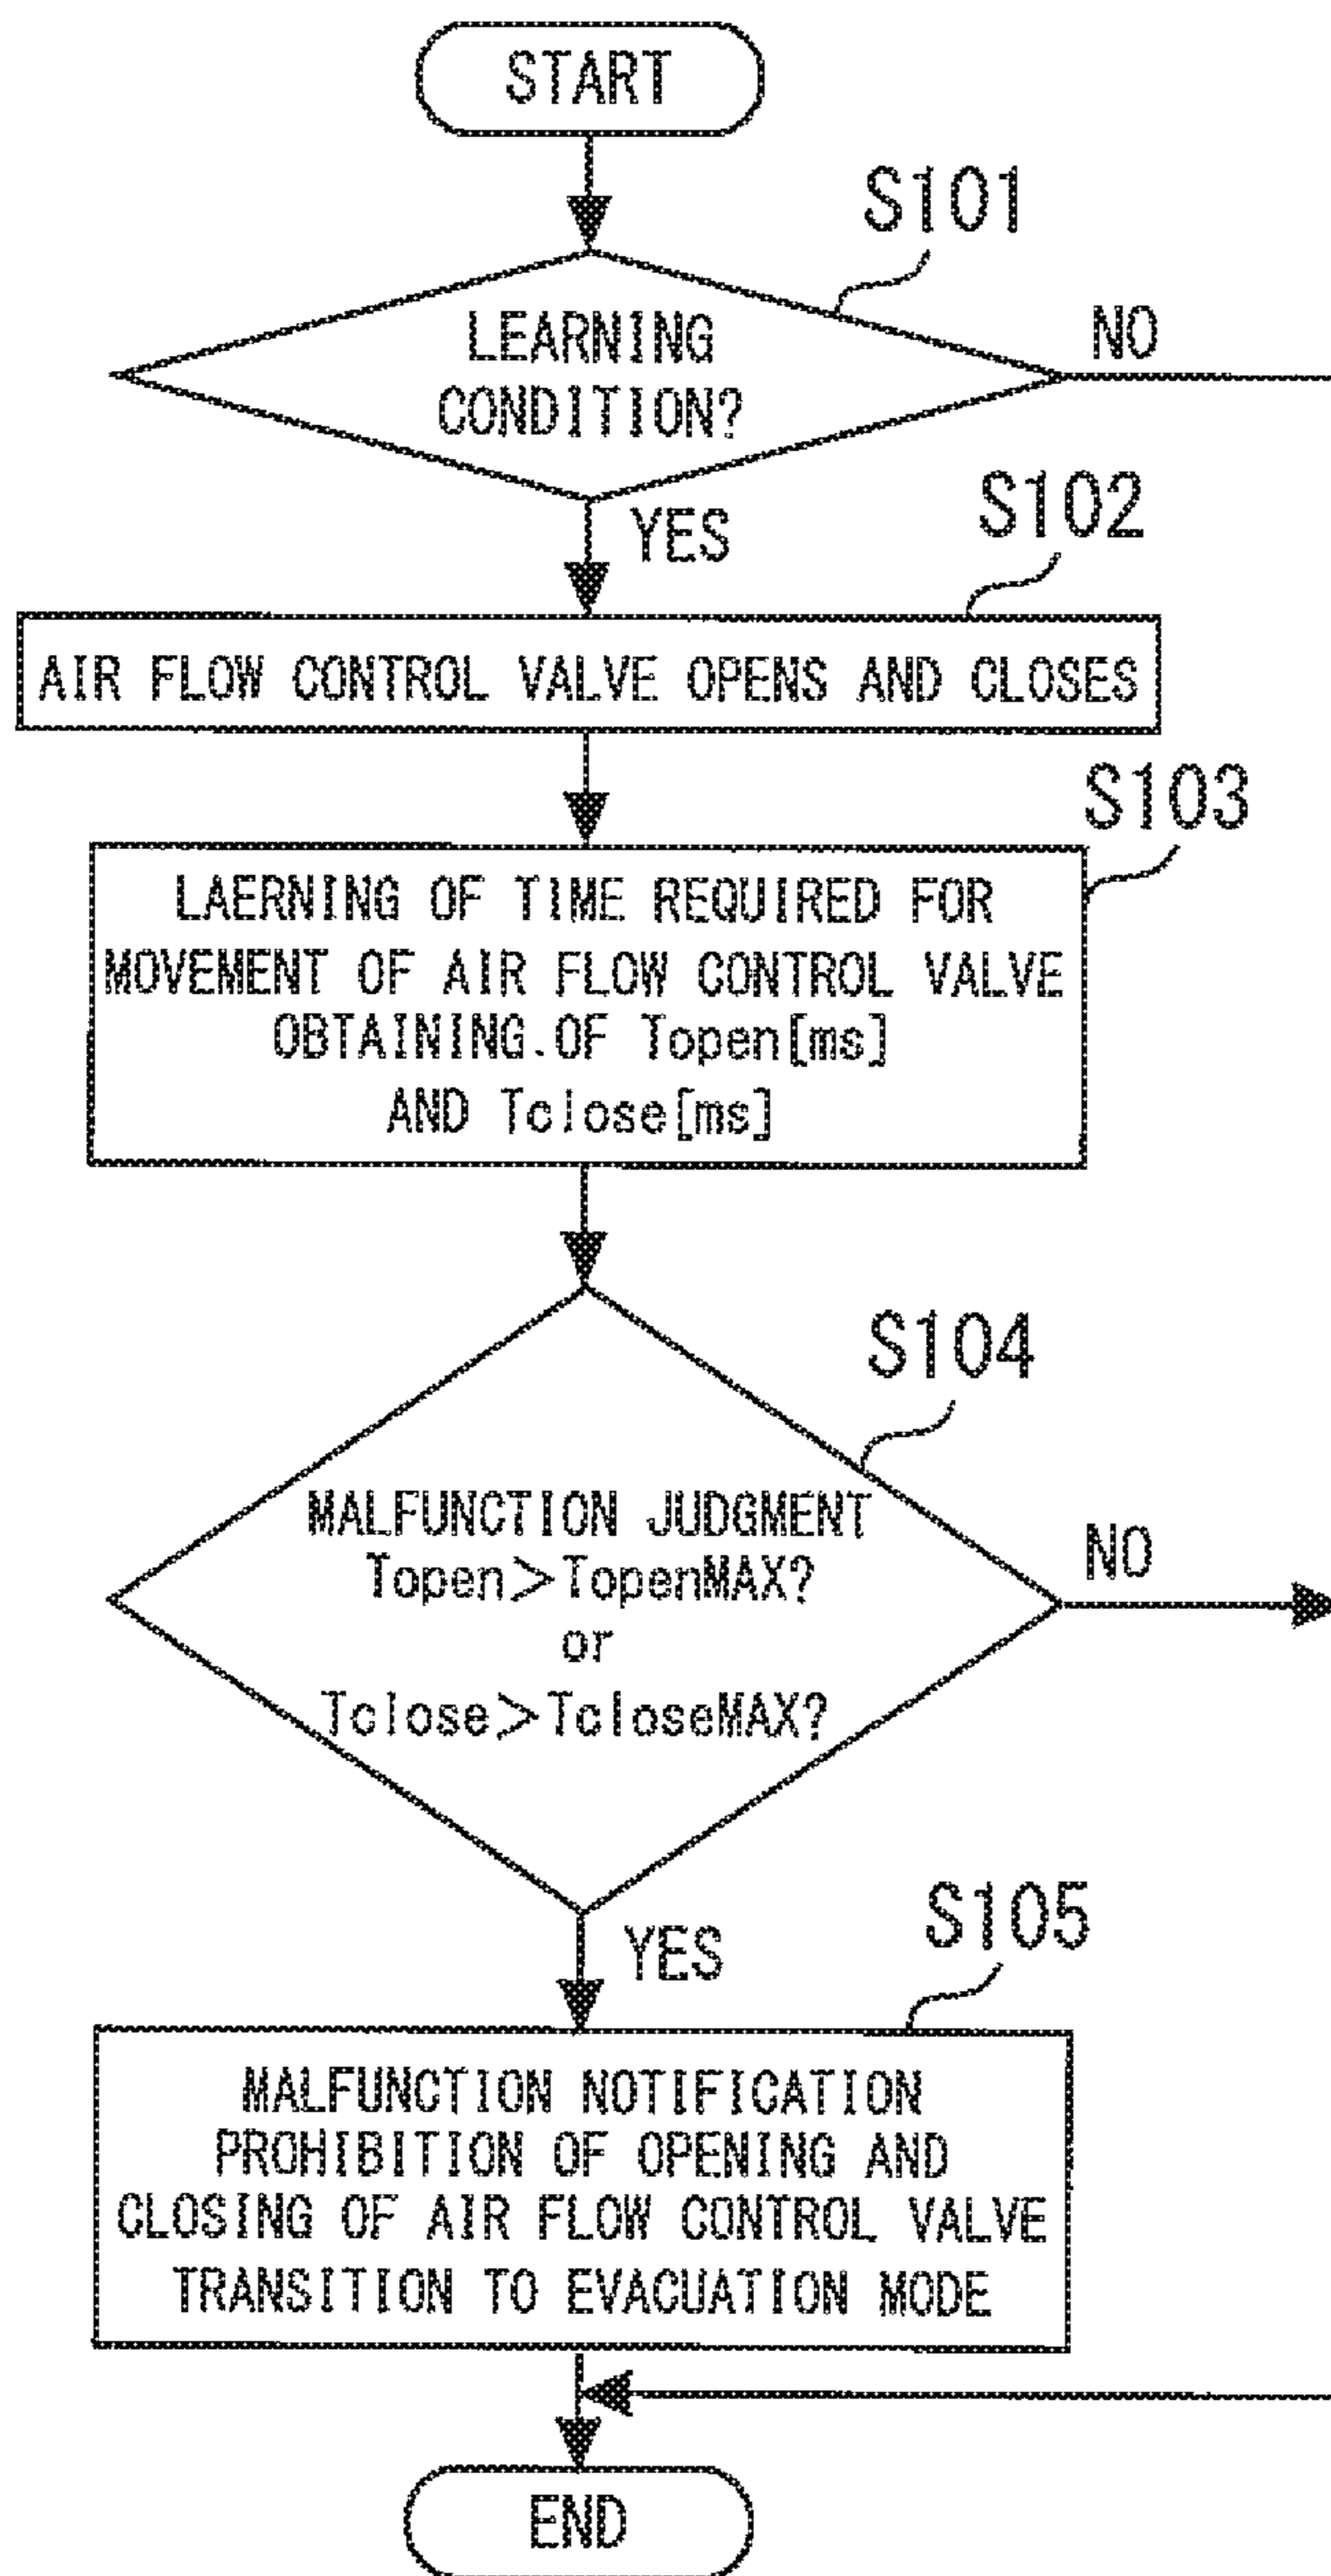 START
S101
LEARNING
CONDITION?
NO
YES
S102
AIR FLOW CONTROL VALVE OPENS AND CLOSES
S103
LAERNING OF TIME REQUIRED FOR
MOVEMENT OF AIR FLOW CONTROL VALVE
OBTAINING.OF Topen[ms]
AND Tclose[ms]
S104
MALFUNCTION JUDGMENT
Topen>TopenMAX?
or
Tclose>TcloseMAX?
NO
YES
S105
MALFUNCTION NOTIFICATION
PROHIBITION OF OPENING AND
CLOSING OF AIR FLOW CONTROL VALVE
TRANSITION TO EVACUATION MODE
END